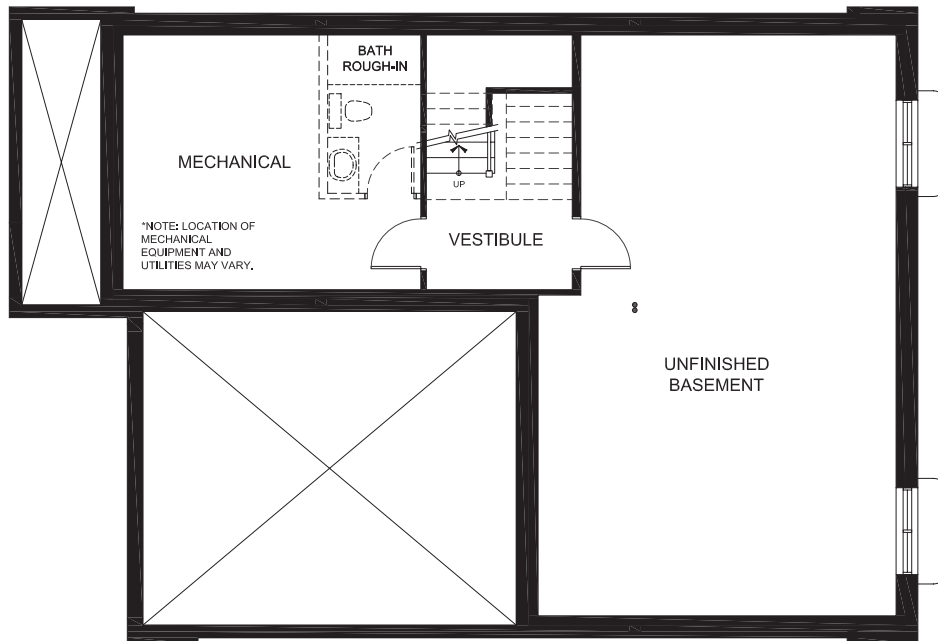 BATH
ROUGH-IN
MECHANICAL
UP
*NOTE: LOCATION OF
MECHANICAL
EQUIPMENT AND
UTILITIES MAY VARY.
VESTIBULE
UNFINISHED
BASEMENT